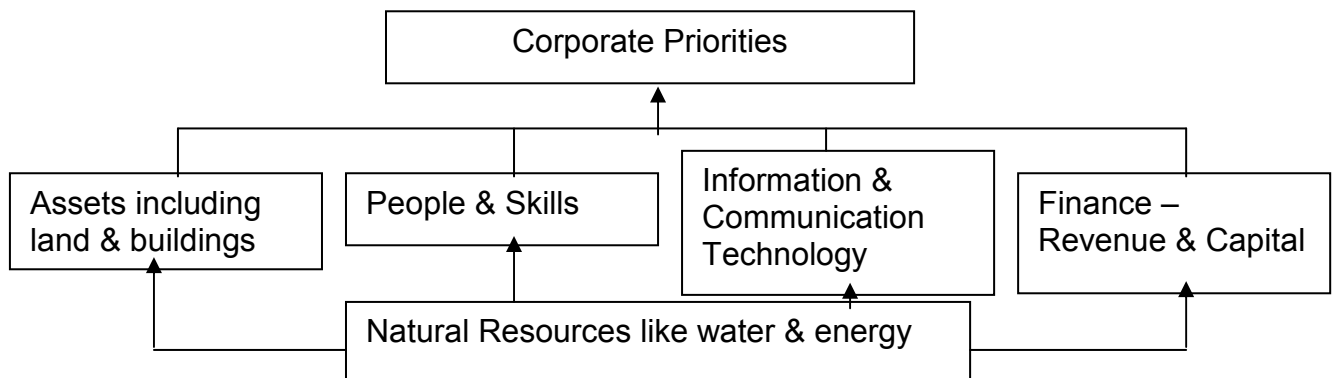 Corporate Priorities
Assets including
land & buildings
People & Skills
Information &
Communication
Technology
Finance –
Revenue & Capital
Natural Resources like water & energy